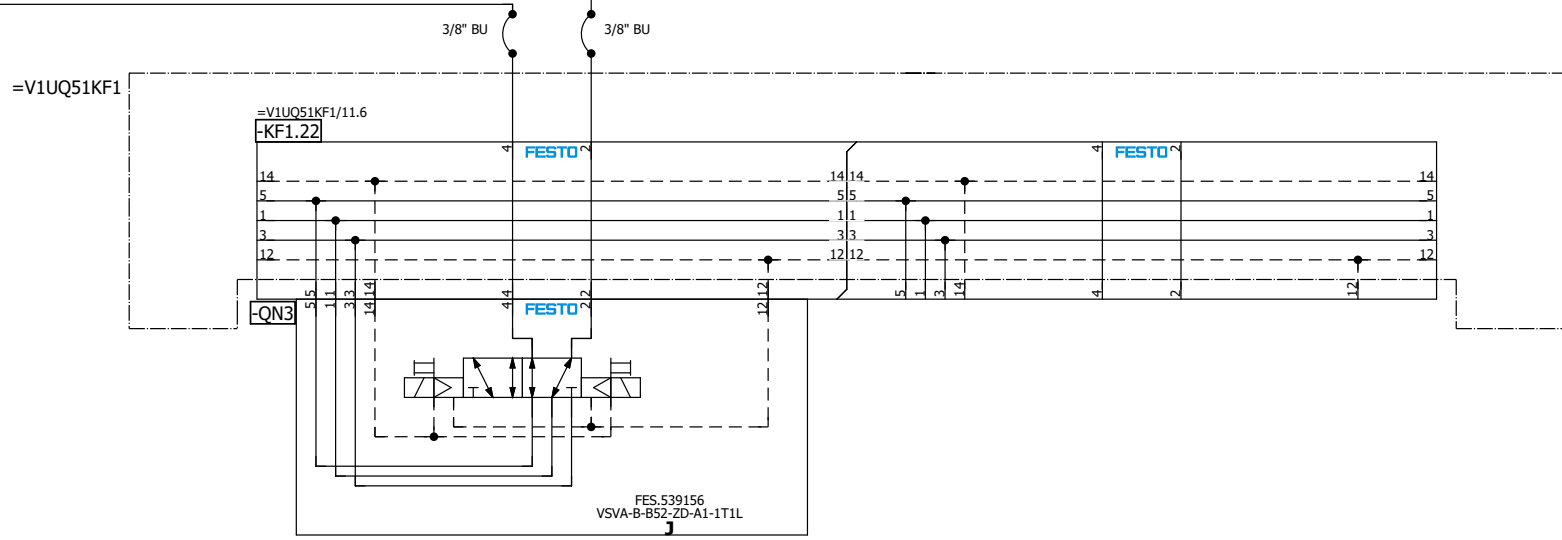 3/8" BU 3/8" BU
=V1UQ51KF1
=V1UQ51KF1/11.6
-KF1.22
4 FESTO 2 4 FESTO 2
14 14 14 14
5 5 5 5
1 1 1 1
3 3 3 3
12 12 12 12
5 1 3 14 4 2 12 5 1 3 14 4 2 12
-QN3
5 1 3 14 4 FESTO 2 12
FES.539156
VSVA-B-B52-ZD-A1-1T1L
J